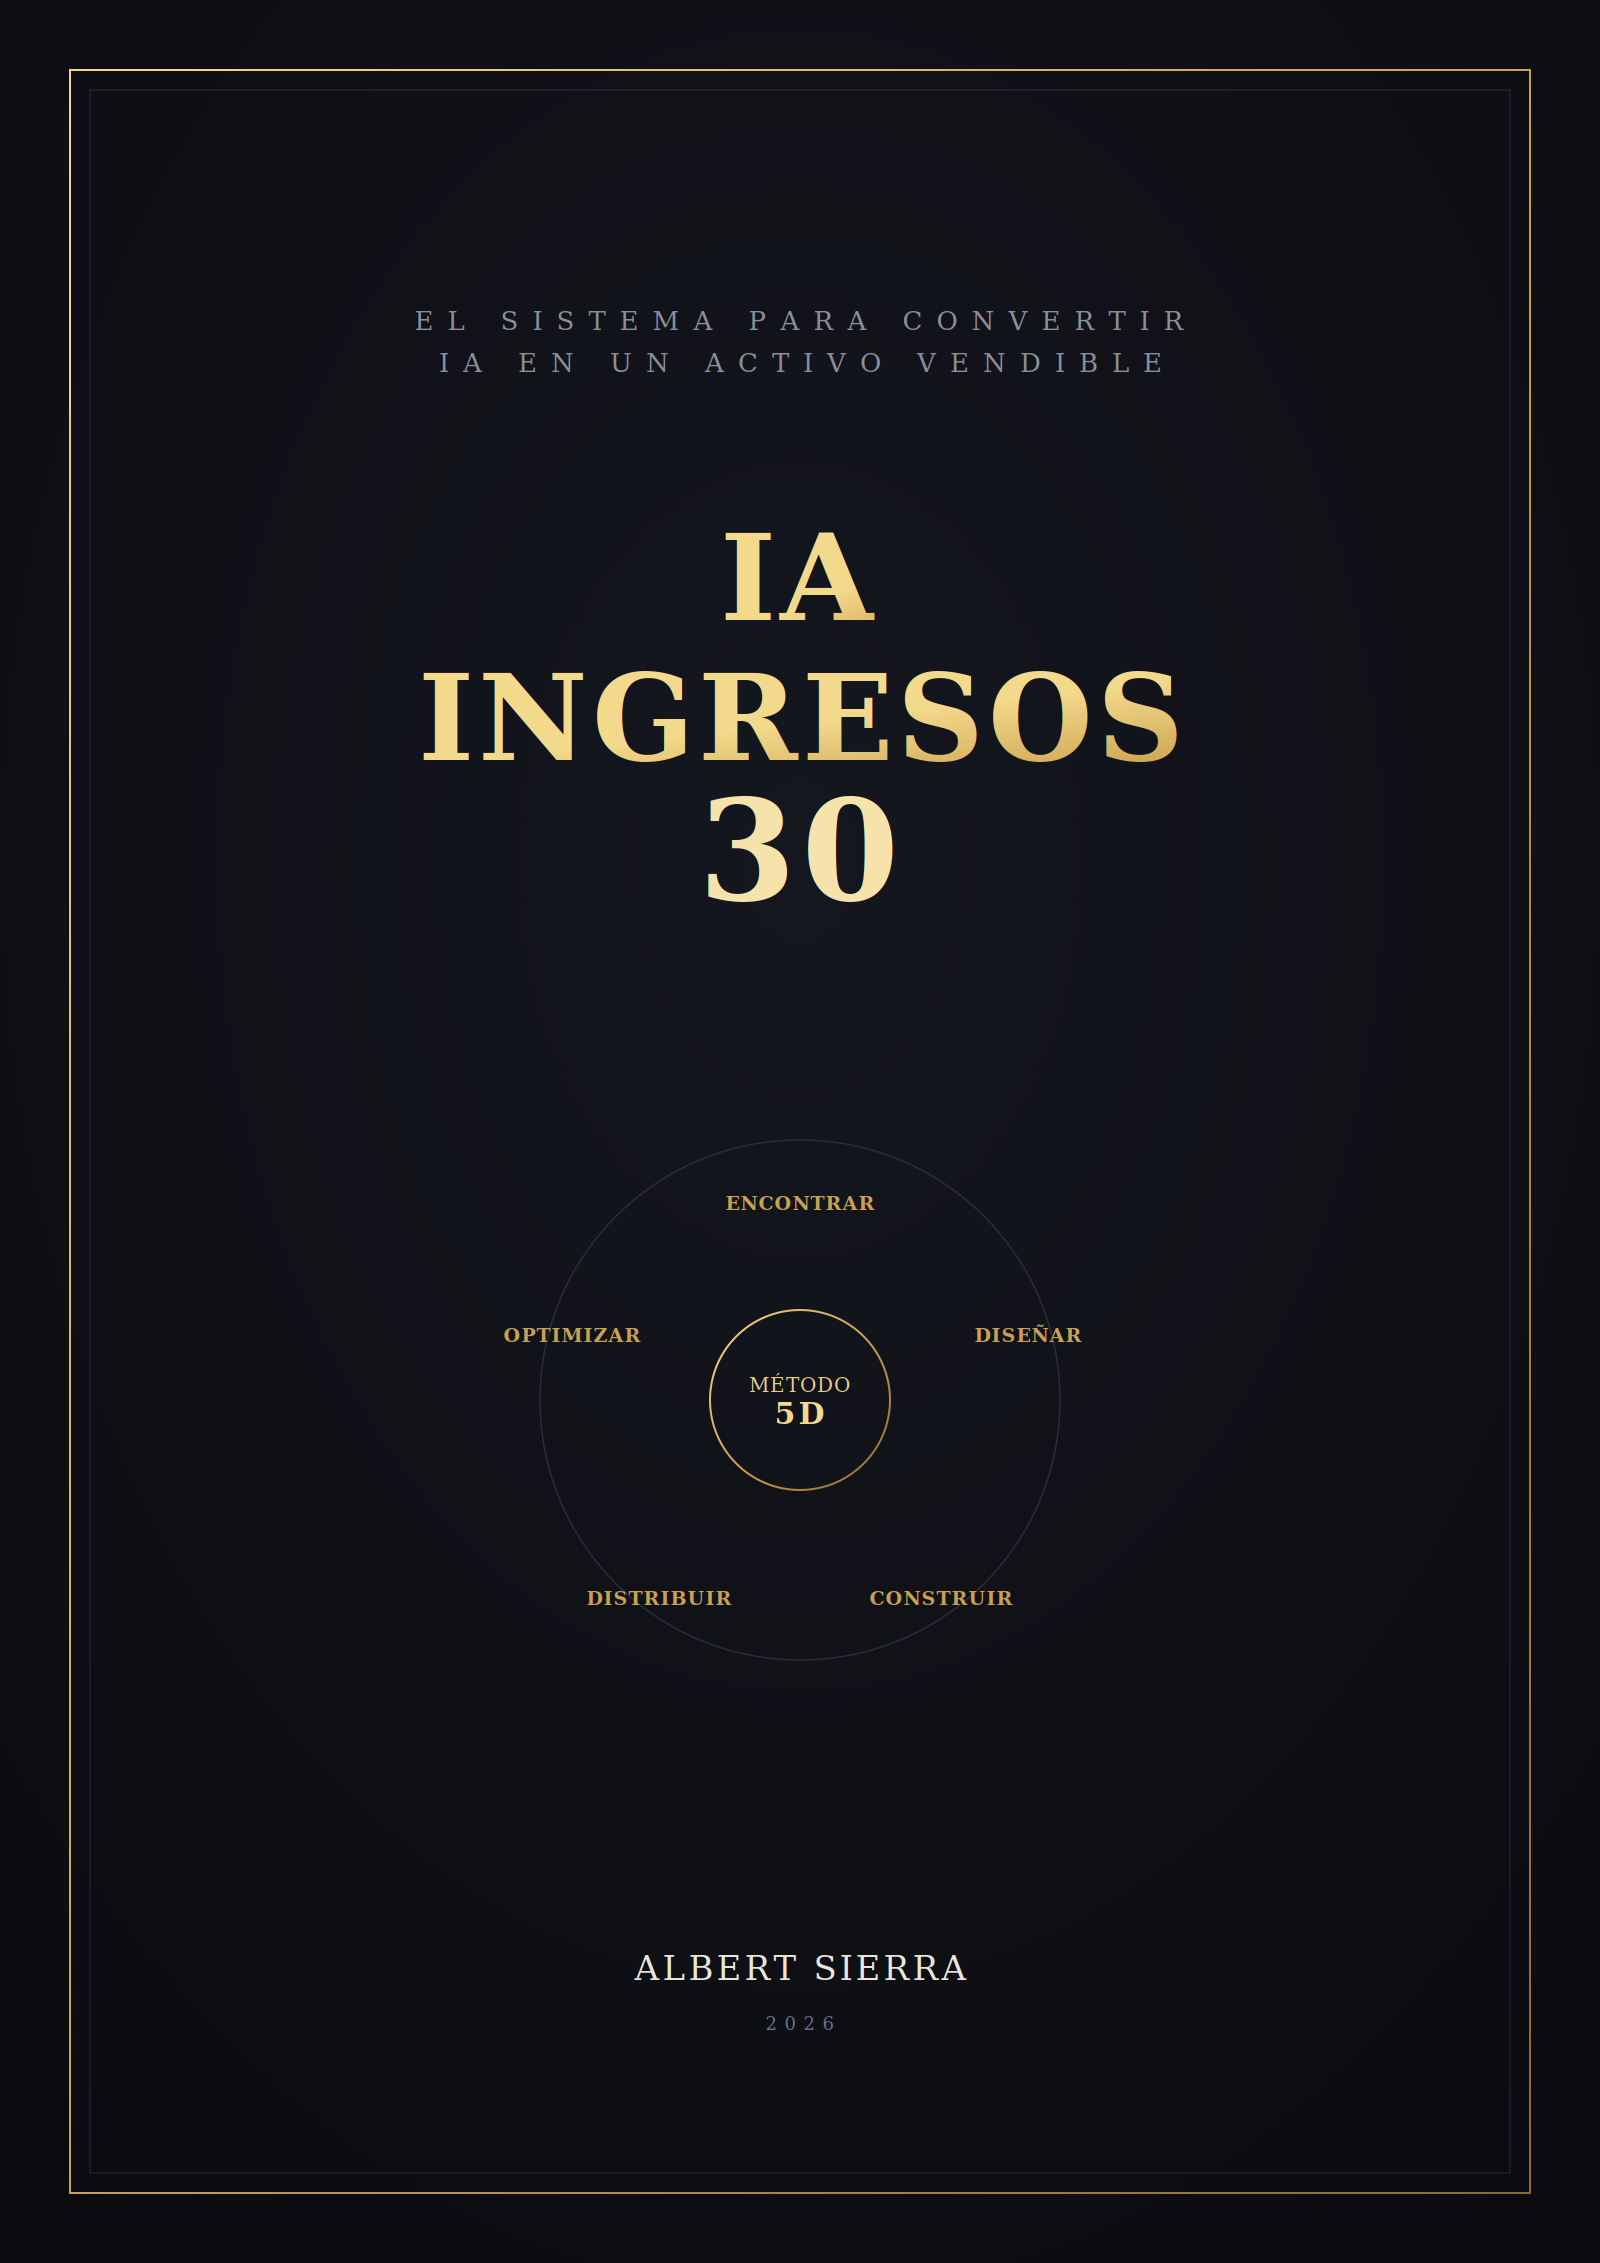 EL SISTEMA PARA CONVERTIR
IA EN UN ACTIVO VENDIBLE
IA
INGRESOS
30
ENCONTRAR
OPTIMIZAR
DISEÑAR
MÉTODO
5D
DISTRIBUIR
CONSTRUIR
ALBERT SIERRA
2026